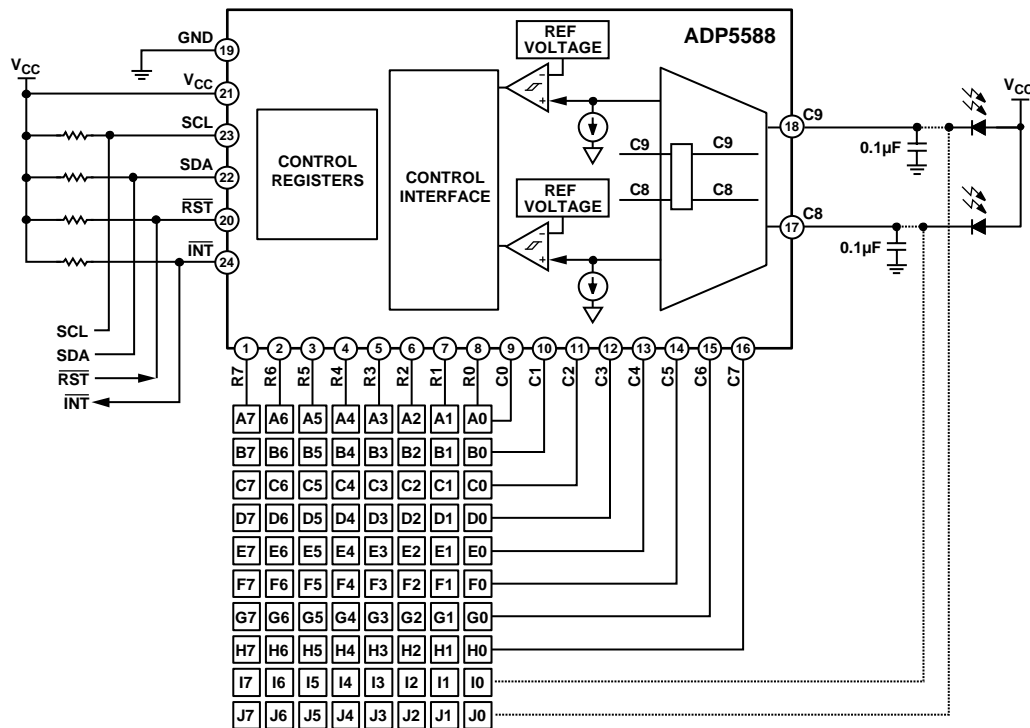 ADP5588
REF
VOLTAGE
GND
19
VCC
VCC
21
SCL
23
SDA
22
RST
20
INT
24
CONTROL
REGISTERS
CONTROL
INTERFACE
–
+
C9 C9
C8 C8
REF
VOLTAGE
–
+
18 C9
0.1µF
VCC
17 C8
0.1µF
SCL
SDA
RST
INT
1 2 3 4 5 6 7 8 9 10 11 12 13 14 15 16
R7 R6 R5 R4 R3 R2 R1 R0 C0 C1 C2 C3 C4 C5 C6 C7
A7 A6 A5 A4 A3 A2 A1 A0
B7 B6 B5 B4 B3 B2 B1 B0
C7 C6 C5 C4 C3 C2 C1 C0
D7 D6 D5 D4 D3 D2 D1 D0
E7 E6 E5 E4 E3 E2 E1 E0
F7 F6 F5 F4 F3 F2 F1 F0
G7 G6 G5 G4 G3 G2 G1 G0
H7 H6 H5 H4 H3 H2 H1 H0
I7 I6 I5 I4 I3 I2 I1 I0
J7 J6 J5 J4 J3 J2 J1 J0